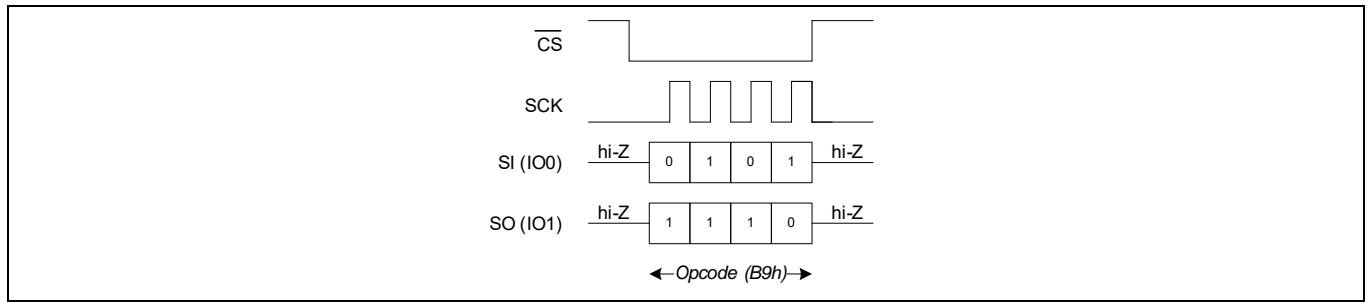 CS
SCK
SI (IO0) hi-Z 0 1 0 1 hi-Z
SO (IO1) hi-Z 1 1 1 0 hi-Z
Opcode (B9h)